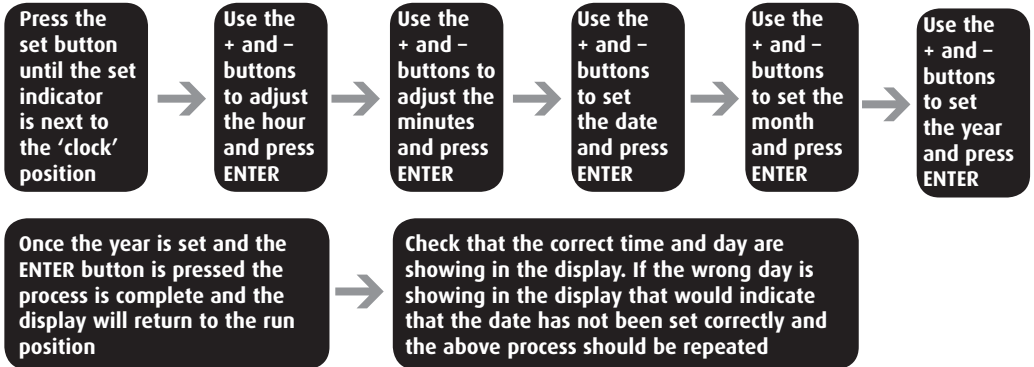 Press the
set button
until the set
indicator
is next to
the ‘clock’
position
Use the
+ and –
buttons
to adjust
the hour
and press
ENTER
Use the
+ and –
buttons to
adjust the
minutes
and press
ENTER
Use the
+ and –
buttons
to set
the date
and press
ENTER
Use the
+ and –
buttons
to set the
month
and press
ENTER
Use the
+ and –
buttons
to set
the year
and press
ENTER
Once the year is set and the
ENTER button is pressed the
process is complete and the
display will return to the run
position
Check that the correct time and day are
showing in the display. If the wrong day is
showing in the display that would indicate
that the date has not been set correctly and
the above process should be repeated